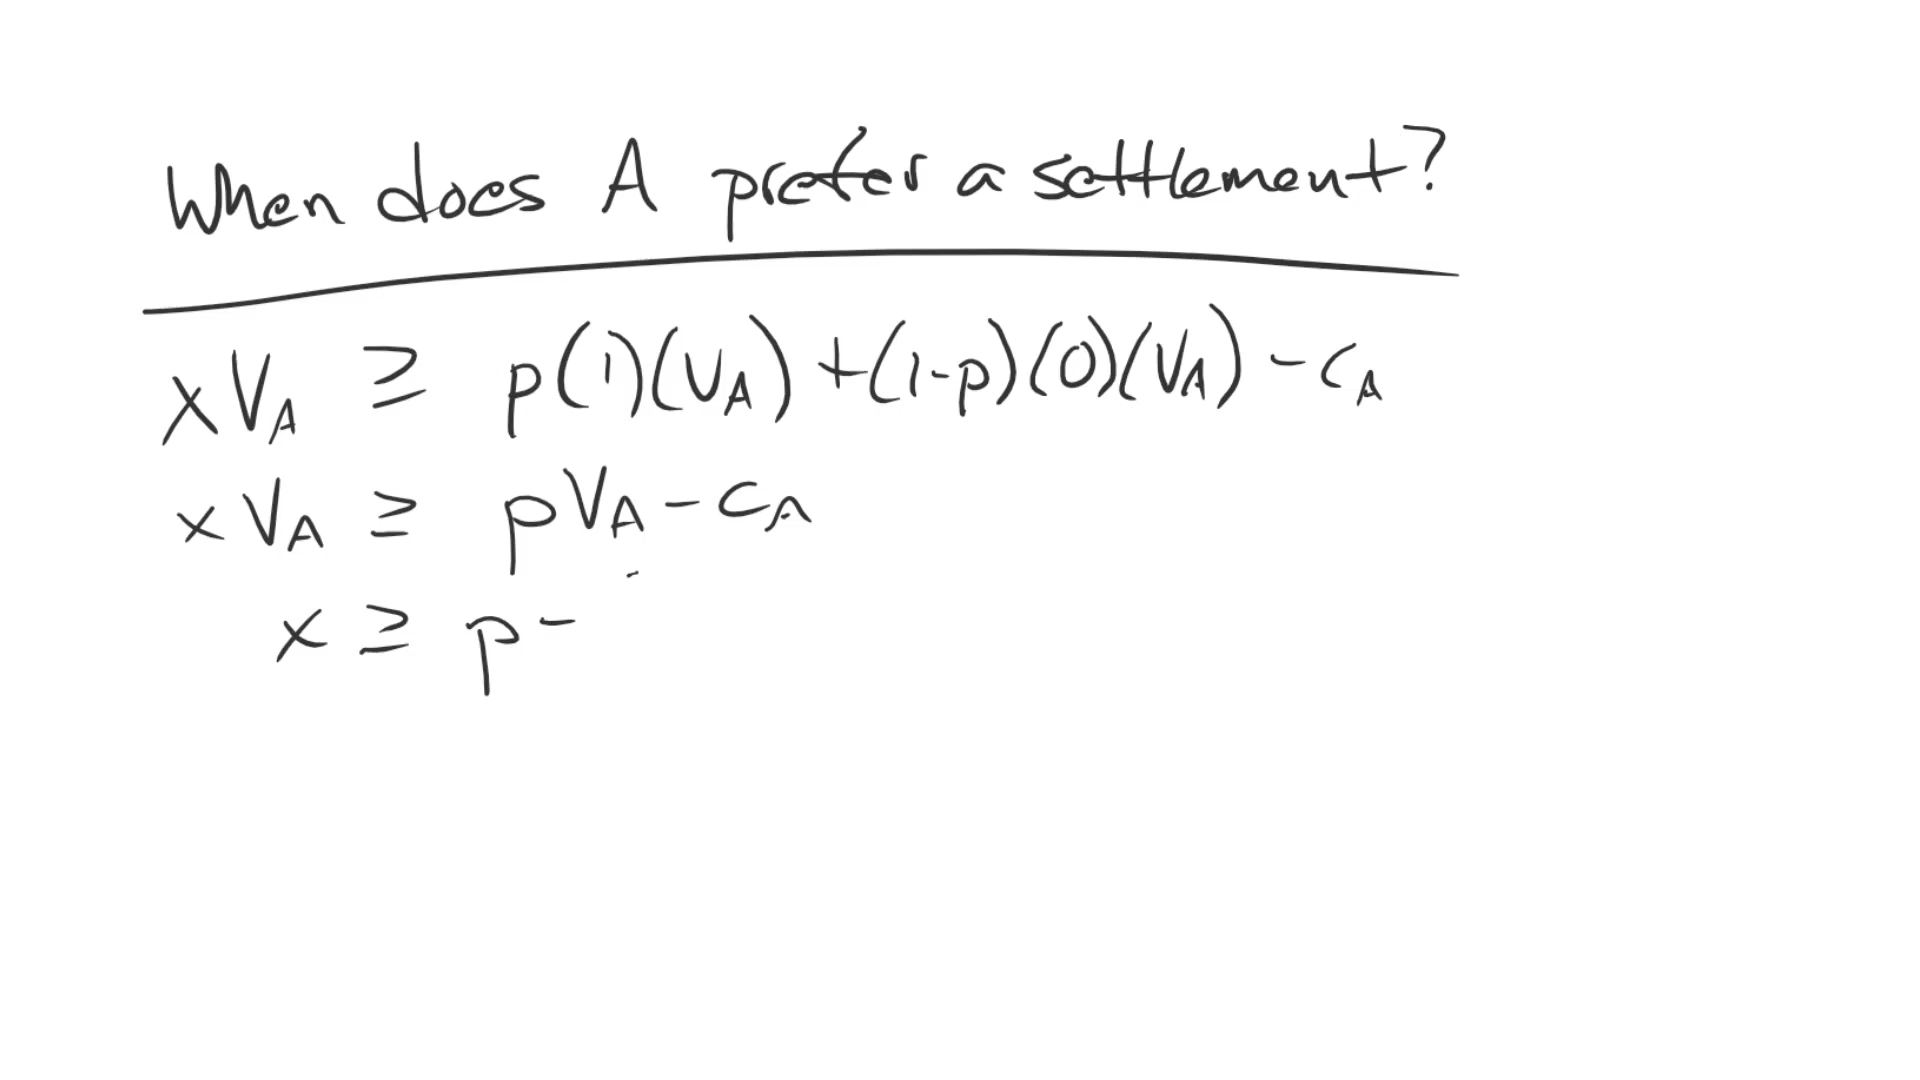 When does A prefer a settlement?
xV_A ≥ p(1)(V_A) + (1-p)(0)(V_A) - c_A
xV_A ≥ pV_A - c_A
x ≥ p -